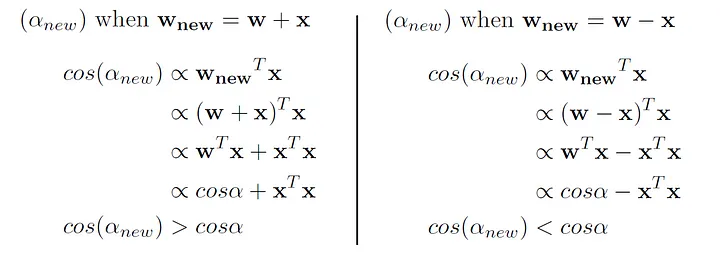 (αₙₑw) when w_new = w + x
cos(α_new) ∝ w_new^T x
∝ (w + x)^T x
∝ w^T x + x^T x
∝ cosα + x^T x
cos(α_new) > cosα
(α_new) when w_new = w − x
cos(α_new) ∝ w_new^T x
∝ (w − x)^T x
∝ w^T x − x^T x
∝ cosα − x^T x
cos(α_new) < cosα